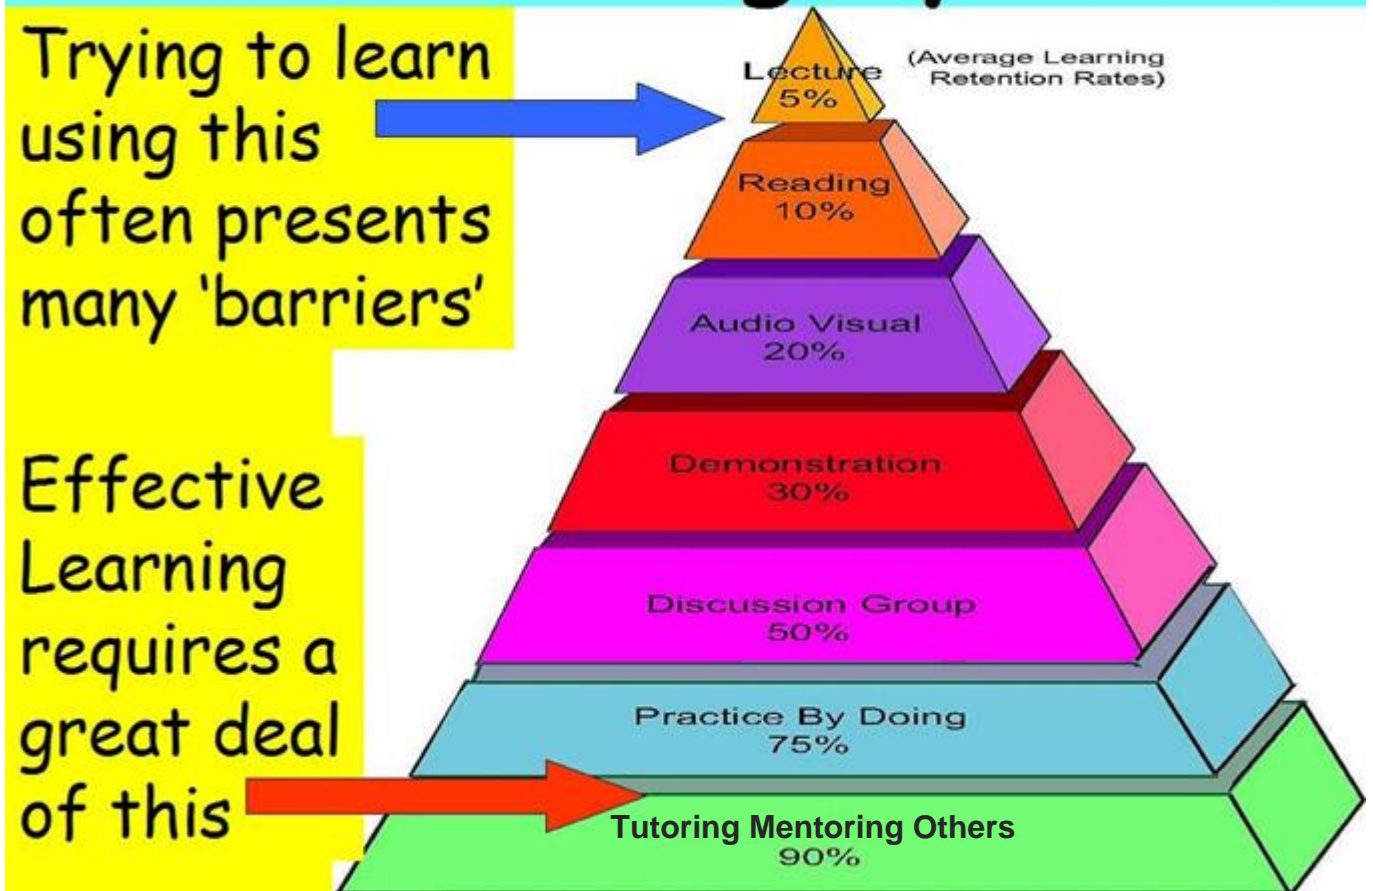 Trying to learn
using this
often presents
many ‘barriers’
Effective
Learning
requires a
great deal
of this
(Average Learning
Retention Rates)
Lecture
5%
Reading
10%
Audio Visual
20%
Demonstration
30%
Discussion Group
50%
Practice By Doing
75%
Tutoring Mentoring Others
90%